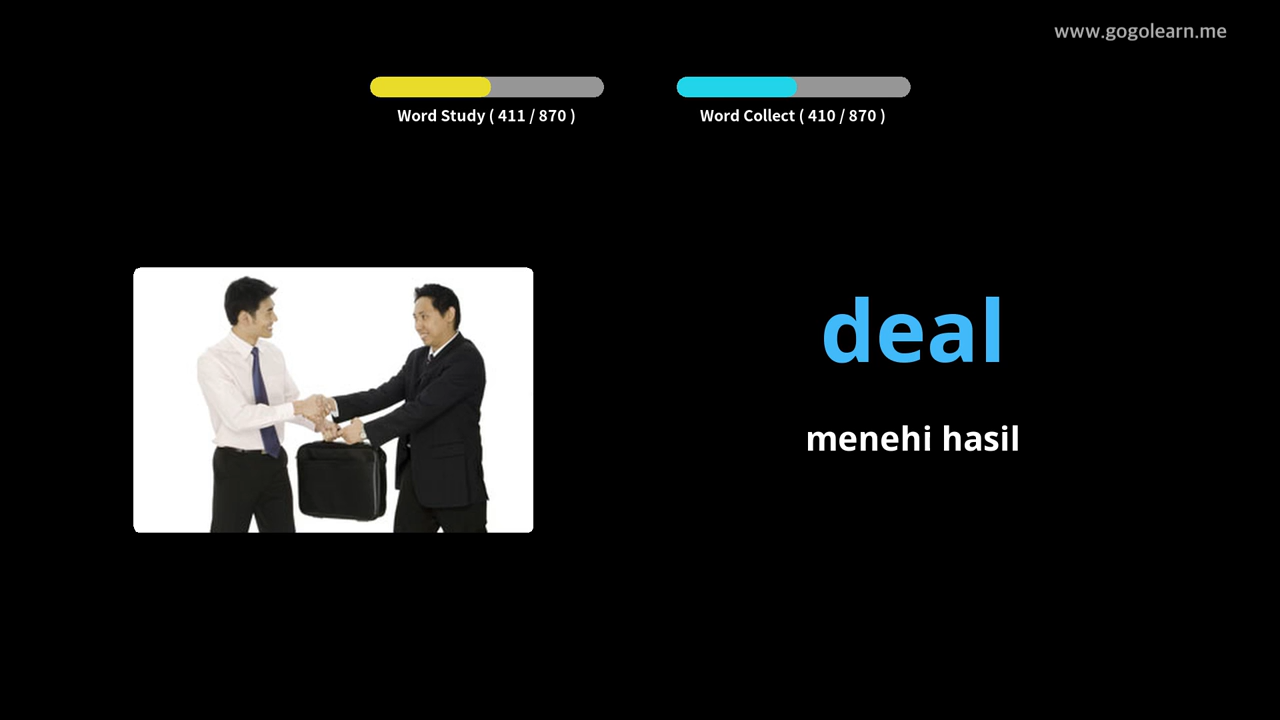 www.gogolearn.me
Word Study ( 411 / 870 )
Word Collect ( 410 / 870 )
deal
menehi hasil